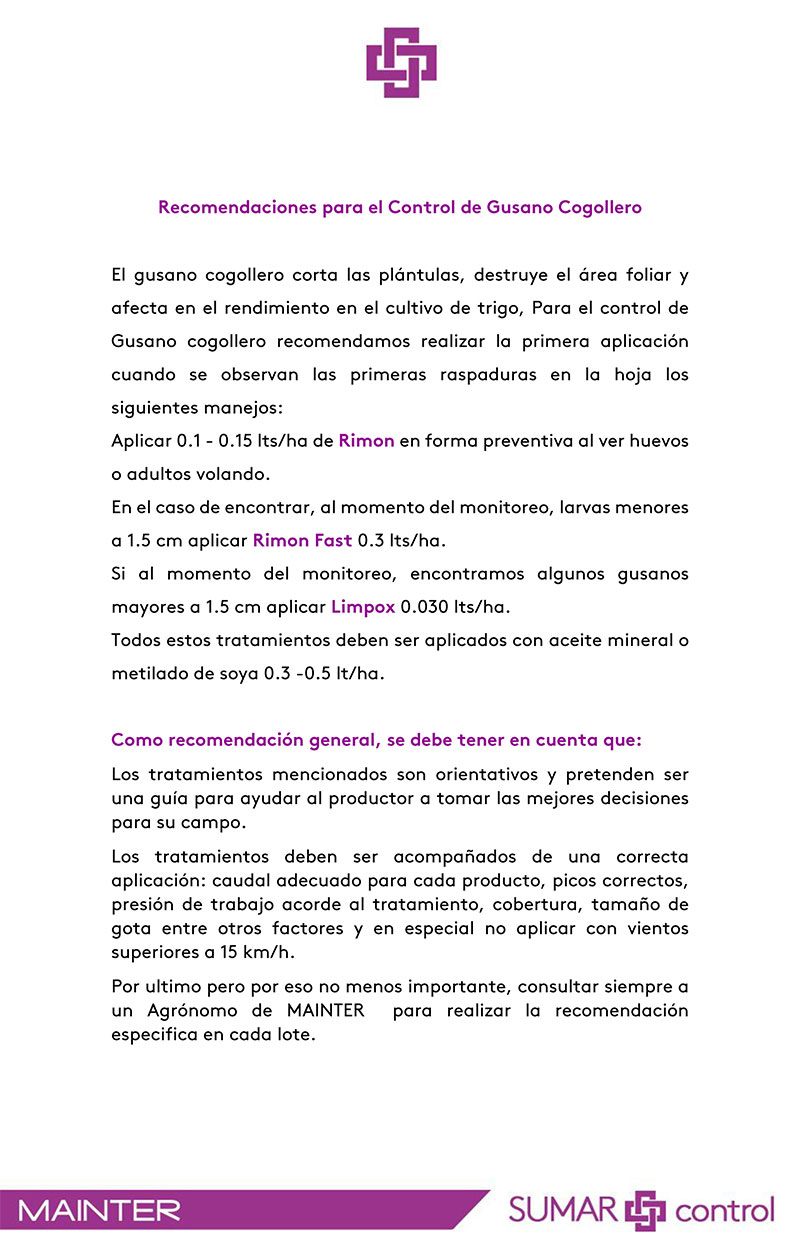 Recomendaciones para el Control de Gusano Cogollero
El gusano cogollero corta las plántulas, destruye el área foliar y
afecta en el rendimiento en el cultivo de trigo, Para el control de
Gusano cogollero recomendamos realizar la primera aplicación
cuando se observan las primeras raspaduras en la hoja los
siguientes manejos:
Aplicar 0.1 - 0.15 lts/ha de Rimon en forma preventiva al ver huevos
o adultos volando.
En el caso de encontrar, al momento del monitoreo, larvas menores
a 1.5 cm aplicar Rimon Fast 0.3 lts/ha.
Si al momento del monitoreo, encontramos algunos gusanos
mayores a 1.5 cm aplicar Limpox 0.030 lts/ha.
Todos estos tratamientos deben ser aplicados con aceite mineral o
metilado de soya 0.3 -0.5 lt/ha.
Como recomendación general, se debe tener en cuenta que:
Los tratamientos mencionados son orientativos y pretenden ser
una guía para ayudar al productor a tomar las mejores decisiones
para su campo.
Los tratamientos deben ser acompañados de una correcta
aplicación: caudal adecuado para cada producto, picos correctos,
presión de trabajo acorde al tratamiento, cobertura, tamaño de
gota entre otros factores y en especial no aplicar con vientos
superiores a 15 km/h.
Por ultimo pero por eso no menos importante, consultar siempre a
un Agrónomo de MAINTER para realizar la recomendación
especifica en cada lote.
MAINTER
SUMAR control